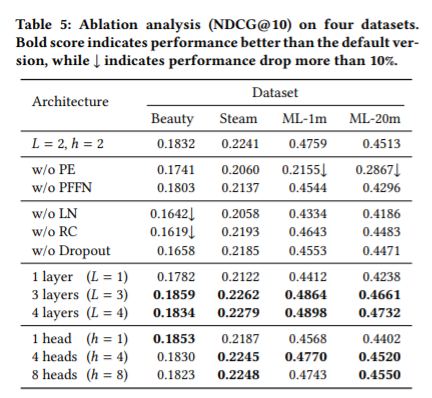 Table 5: Ablation analysis (NDCG@10) on four datasets.
Bold score indicates performance better than the default ver-
sion, while ↓ indicates performance drop more than 10%.
Architecture Dataset
Beauty Steam ML-1m ML-20m
L = 2, h = 2 0.1832 0.2241 0.4759 0.4513
w/o PE 0.1741 0.2060 0.2155↓ 0.2867↓
w/o PFFN 0.1803 0.2137 0.4544 0.4296
w/o LN 0.1642↓ 0.2058 0.4334 0.4186
w/o RC 0.1619↓ 0.2193 0.4643 0.4483
w/o Dropout 0.1658 0.2185 0.4553 0.4471
1 layer (L = 1) 0.1782 0.2122 0.4412 0.4238
3 layers (L = 3) 0.1859 0.2262 0.4864 0.4661
4 layers (L = 4) 0.1834 0.2279 0.4898 0.4732
1 head (h = 1) 0.1853 0.2187 0.4568 0.4402
4 heads (h = 4) 0.1830 0.2245 0.4770 0.4520
8 heads (h = 8) 0.1823 0.2248 0.4743 0.4550